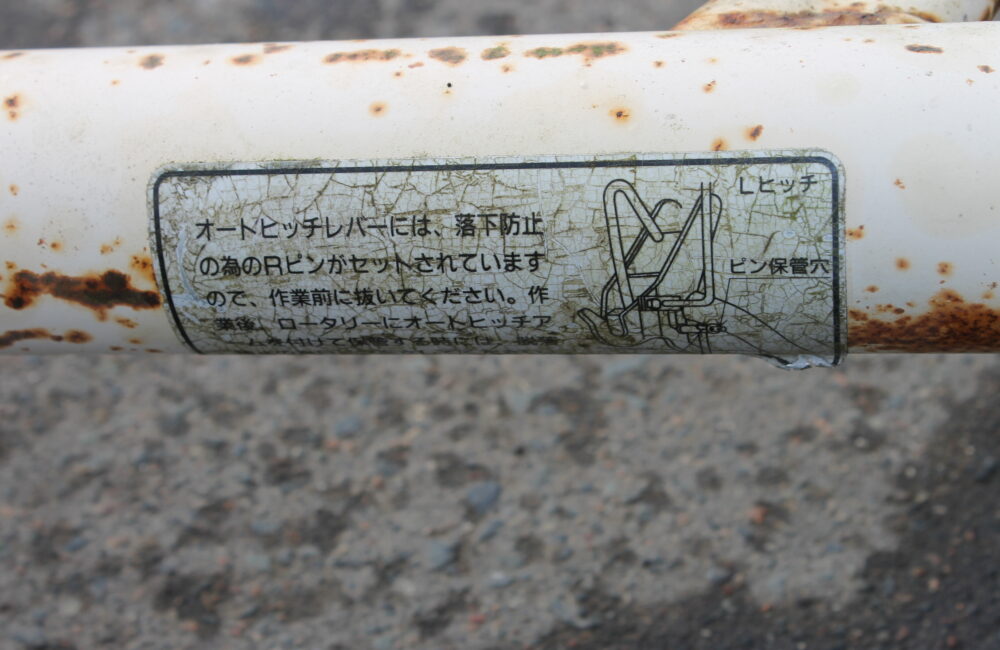 オートヒッチレバーには、落下防止
の為のRピンがセットされています
ので、作業前に抜いてください。作
業後、ロータリーにオートヒッチア
Lヒッチ
ピン保管穴